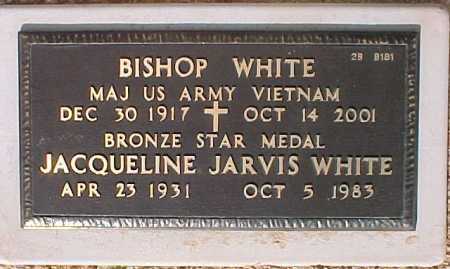 2B 8181
BISHOP WHITE
MAJ US ARMY VIETNAM
DEC 30 1917 OCT 14 2001
BRONZE STAR MEDAL
JACQUELINE JARVIS WHITE
APR 23 1931 OCT 5 1983